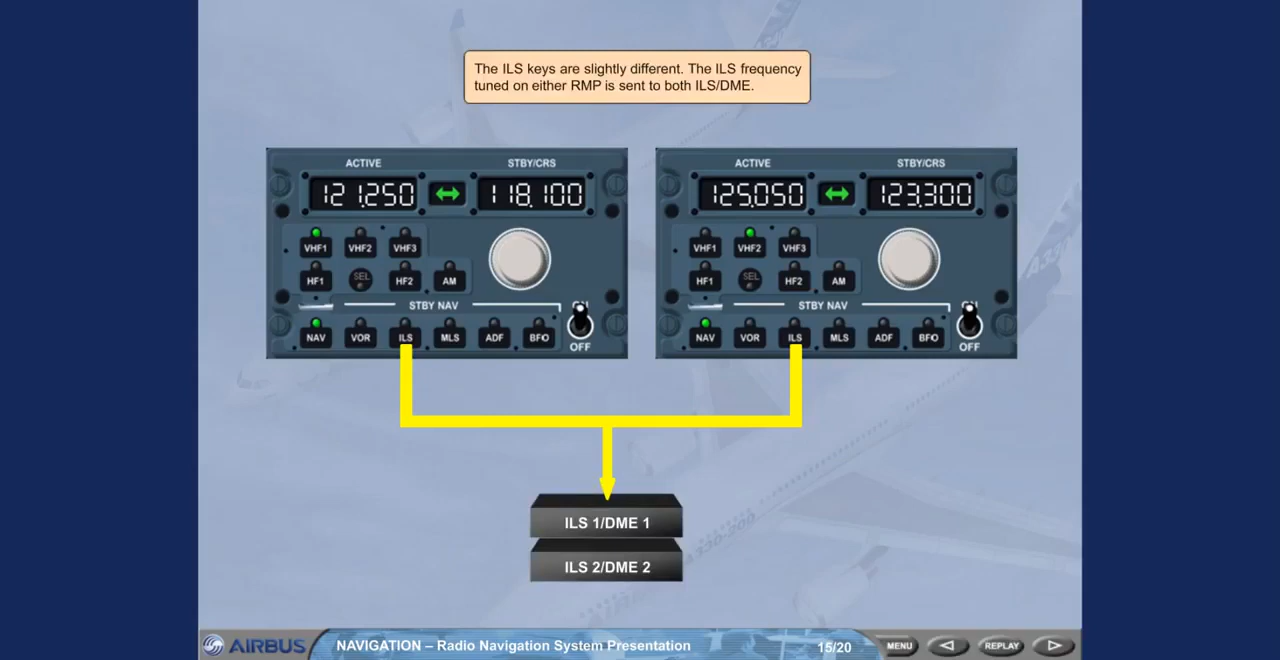 The ILS keys are slightly different. The ILS frequency
tuned on either RMP is sent to both ILS/DME.
ACTIVE STBY/CRS
121.250 118.100
VHF1 VHF2 VHF3
HF1 SEL HF2 AM
STBY NAV ON
NAV VOR ILS MLS ADF BFO OFF
ACTIVE STBY/CRS
125.050 123.300
VHF1 VHF2 VHF3
HF1 SEL HF2 AM
STBY NAV ON
NAV VOR ILS MLS ADF BFO OFF
ILS 1/DME 1
ILS 2/DME 2
AIRBUS NAVIGATION – Radio Navigation System Presentation 15/20 MENU REPLAY